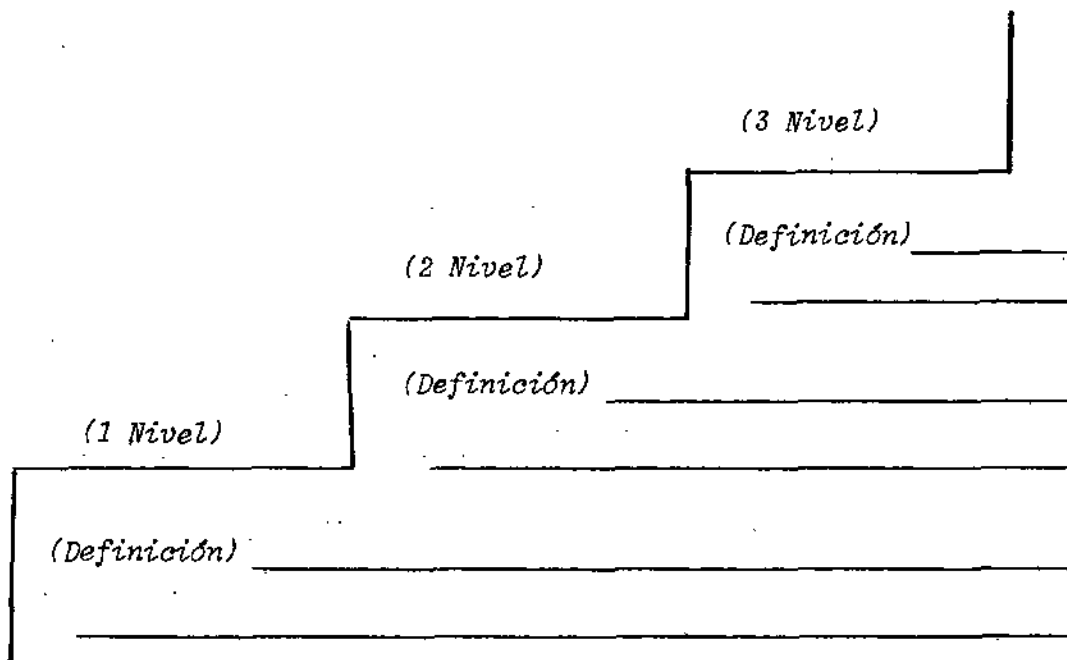 (3 Nivel)
(Definición)
(2 Nivel)
(Definición)
(1 Nivel)
(Definición)